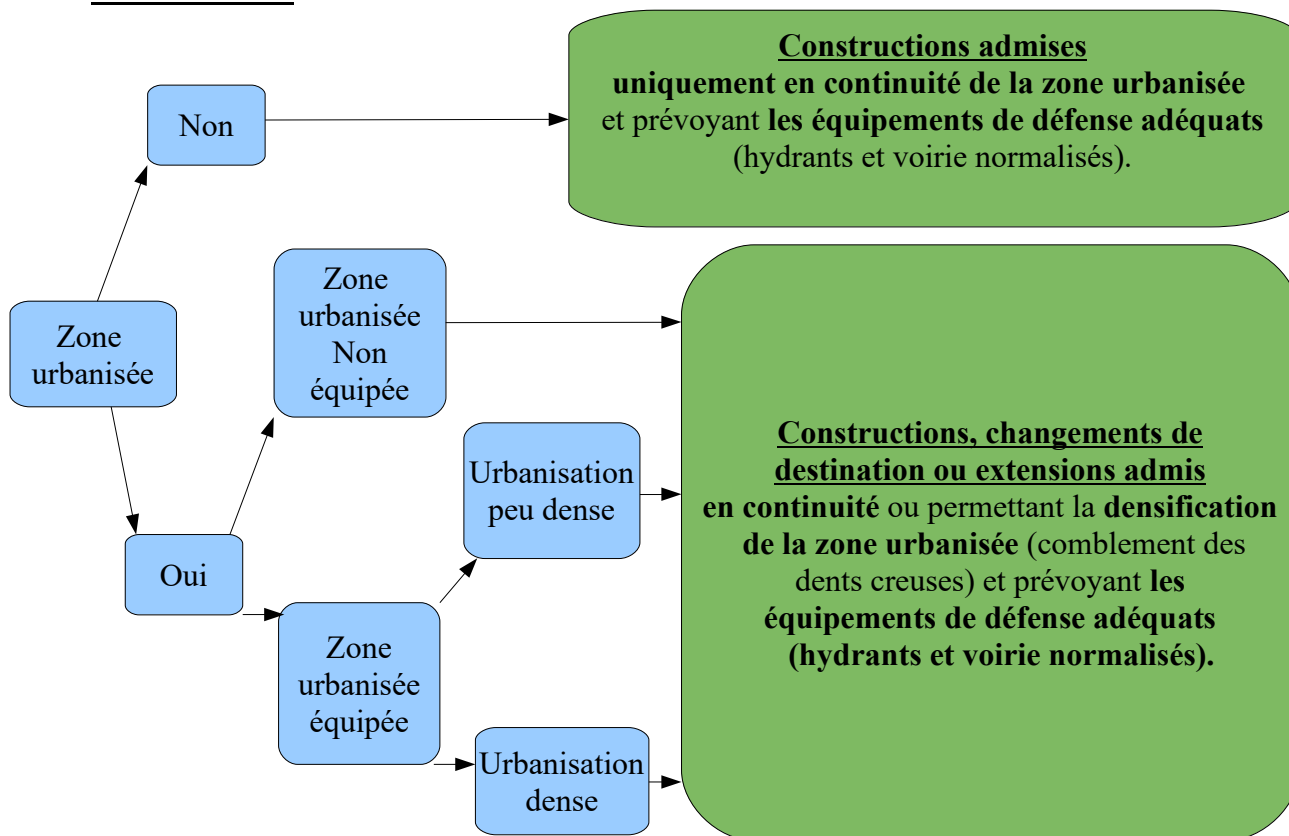 Constructions admises
uniquement en continuité de la zone urbanisée
et prévoyant les équipements de défense adéquats
(hydrants et voirie normalisés).
Non
Zone
urbanisée
Non
équipée
Zone
urbanisée
Urbanisation
peu dense
Constructions, changements de
destination ou extensions admis
en continuité ou permettant la densification
de la zone urbanisée (comblement des
dents creuses) et prévoyant les
équipements de défense adéquats
(hydrants et voirie normalisés).
Oui
Zone
urbanisée
équipée
Urbanisation
dense